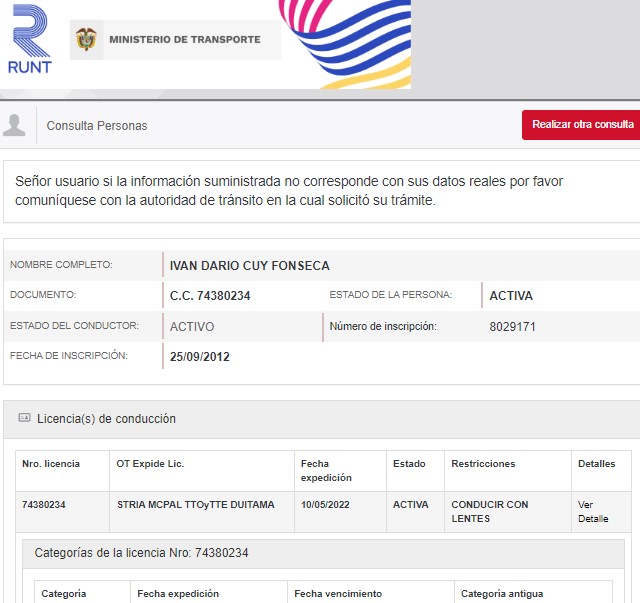 RUNT
MINISTERIO DE TRANSPORTE
Consulta Personas
Realizar otra consulta
Señor usuario si la información suministrada no corresponde con sus datos reales por favor
comuníquese con la autoridad de tránsito en la cual solicitó su trámite.
NOMBRE COMPLETO: IVAN DARIO CUY FONSECA
DOCUMENTO: C.C. 74380234 ESTADO DE LA PERSONA: ACTIVA
ESTADO DEL CONDUCTOR: ACTIVO Número de inscripción: 8029171
FECHA DE INSCRIPCIÓN: 25/09/2012
Licencia(s) de conducción
Nro. licencia OT Expide Lic. Fecha expedición Estado Restricciones Detalles
74380234 STRIA MCPAL TTOyTTE DUITAMA 10/05/2022 ACTIVA CONDUCIR CON LENTES Ver Detalle
Categorías de la licencia Nro: 74380234
Categoría Fecha expedición Fecha vencimiento Categoría antigua